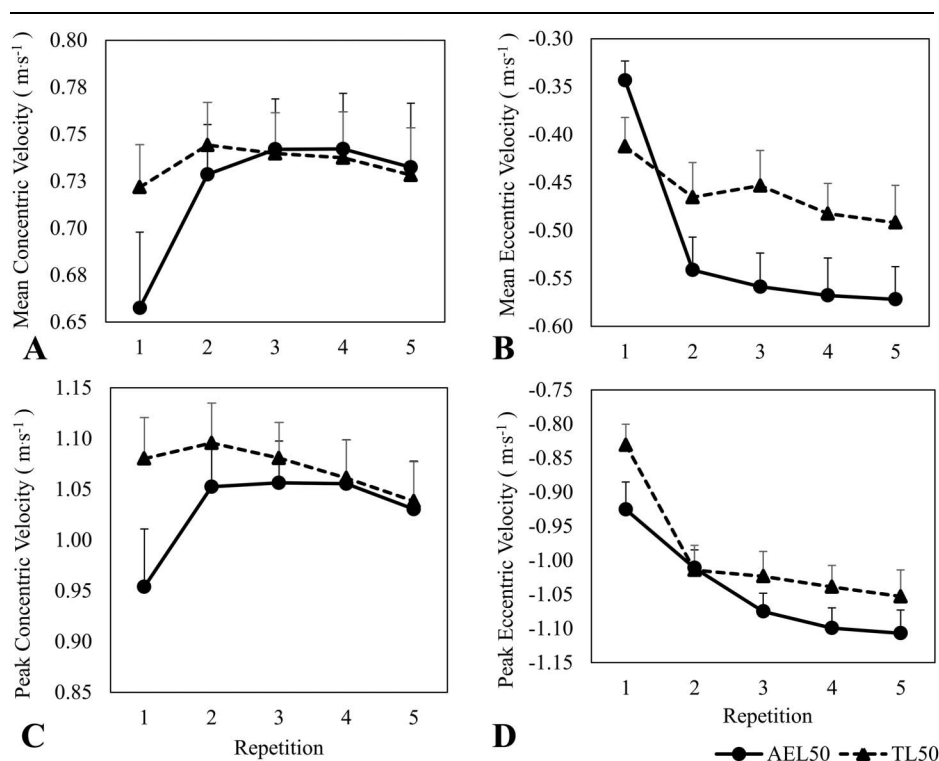 Mean Concentric Velocity ( m·s⁻¹ )
0.80
0.78
0.75
0.73
0.70
0.68
0.65
1 2 3 4 5
A
Mean Eccentric Velocity ( m·s⁻¹ )
-0.30
-0.35
-0.40
-0.45
-0.50
-0.55
-0.60
1 2 3 4 5
B
Peak Concentric Velocity ( m·s⁻¹ )
1.15
1.10
1.05
1.00
0.95
0.90
0.85
1 2 3 4 5
C
Repetition
Peak Eccentric Velocity ( m·s⁻¹ )
-0.75
-0.80
-0.85
-0.90
-0.95
-1.00
-1.05
-1.10
-1.15
1 2 3 4 5
D
Repetition
AEL50 TL50